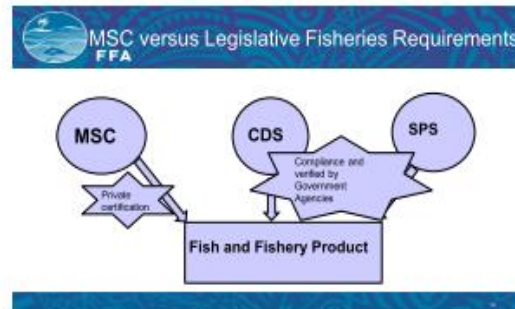 MSC versus Legislative Fisheries Requirements
FFA
MSC
CDS
SPS
Private
certification
Compliance and
verified by
Government
Agencies
Fish and Fishery Product